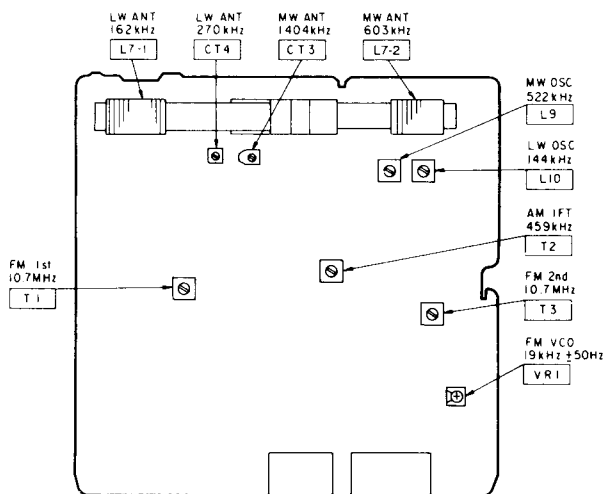 LW ANT
162kHz
L7-1
LW ANT
270kHz
CT4
MW ANT
1404kHz
CT3
MW ANT
603kHz
L7-2
MW OSC
522kHz
L9
LW OSC
144kHz
L10
AM IFT
459kHz
T2
FM 1st
10.7MHz
T1
FM 2nd
10.7MHz
T3
FM VCO
19kHz ±50Hz
VR1